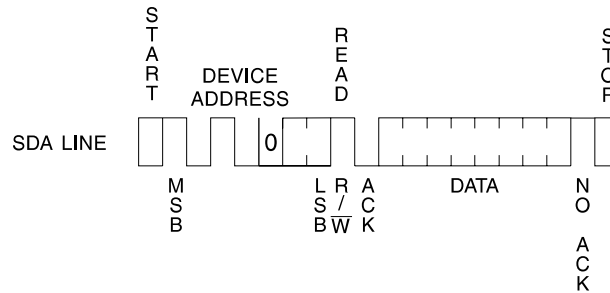 START
READ
STOP
DEVICE
ADDRESS
SDA LINE
0
MSB
LSB
R/W
ACK
DATA
NO ACK